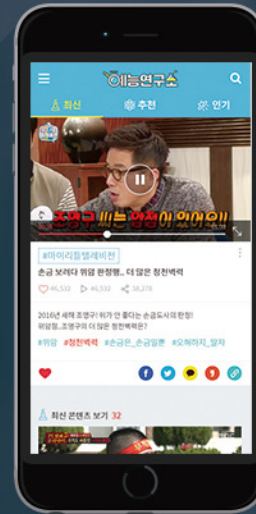 예능연구소
최신 추천 인기
조영구 씨는 염정이 있어요!!
#마이리틀텔레비전
손금 보려다 위암 판정행.. 더 많은 청천벽력
46,532 46,532 38,278
2016년 새해 조영구! 위가 안 좋다는 손금도사의 판정!
위암행..조영구의 더 많은 청천벽력은?
#위암 #청천벽력 #손금은_손금일뿐 #오해하지_말자
최신 콘텐츠 보기 32